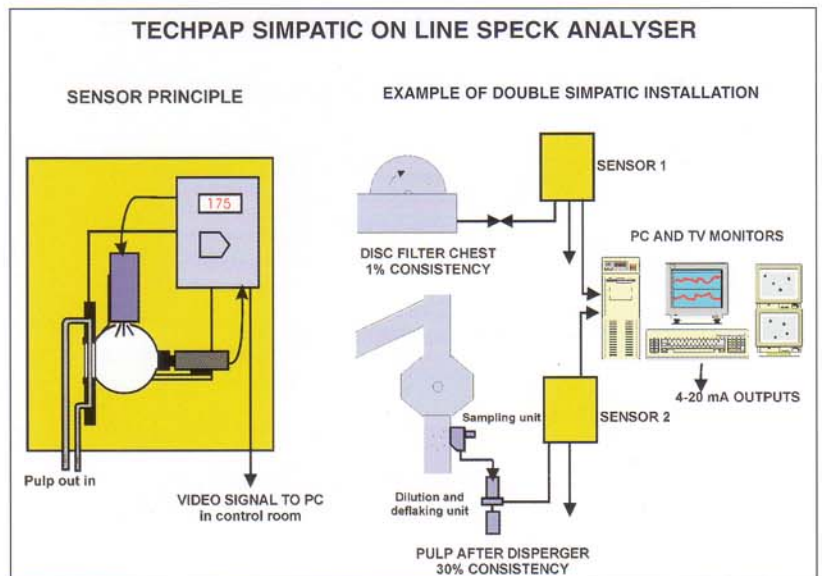 TECHPAP SIMPATIC ON LINE SPECK ANALYSER
SENSOR PRINCIPLE
175
Pulp out in
VIDEO SIGNAL TO PC
in control room
EXAMPLE OF DOUBLE SIMPATIC INSTALLATION
SENSOR 1
DISC FILTER CHEST
1% CONSISTENCY
PC AND TV MONITORS
4-20 mA OUTPUTS
SENSOR 2
Sampling unit
Dilution and
deflaking unit
PULP AFTER DISPERGER
30% CONSISTENCY